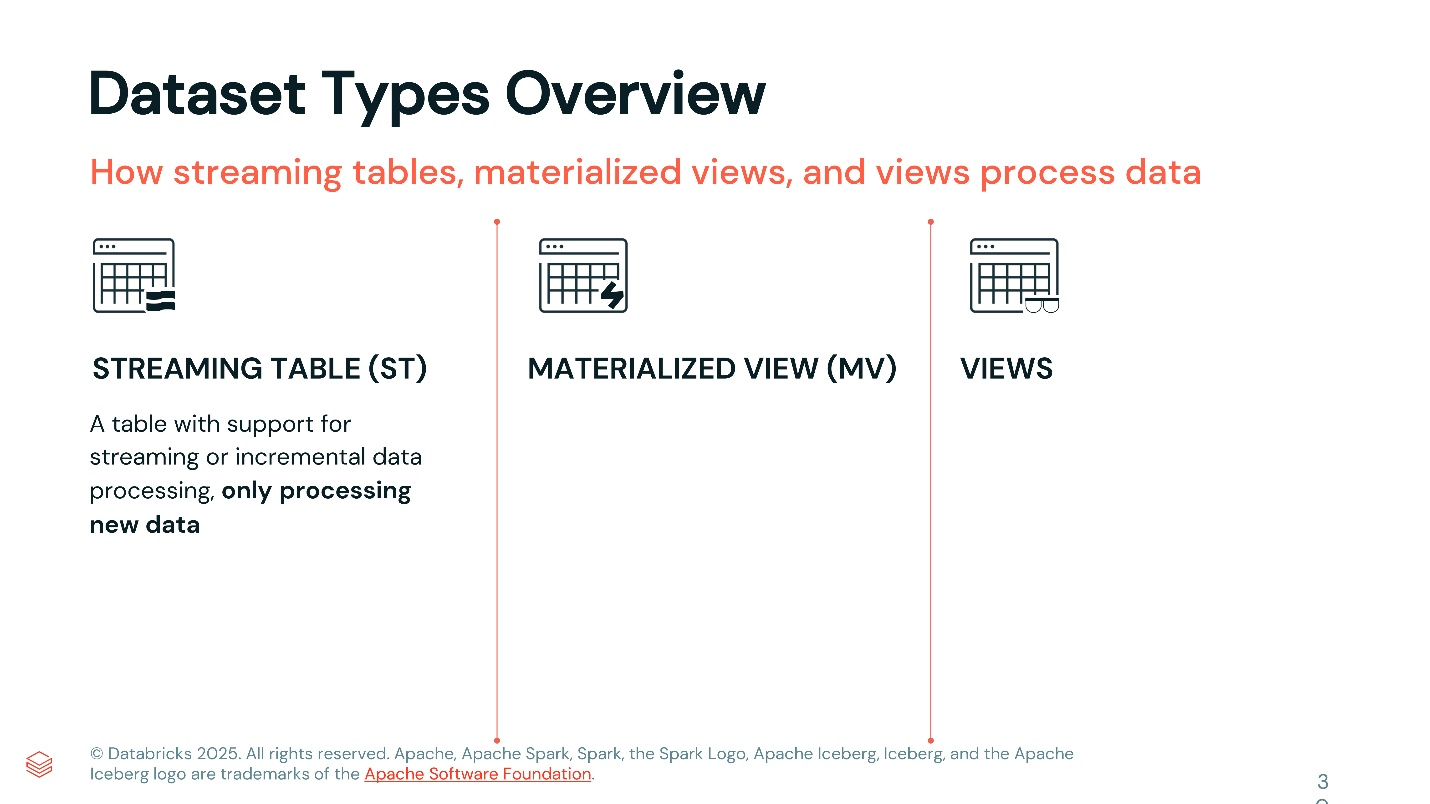 Dataset Types Overview
How streaming tables, materialized views, and views process data
STREAMING TABLE (ST)
A table with support for
streaming or incremental data
processing, only processing
new data
MATERIALIZED VIEW (MV)
VIEWS
© Databricks 2025. All rights reserved. Apache, Apache Spark, Spark, the Spark Logo, Apache Iceberg, Iceberg, and the Apache
Iceberg logo are trademarks of the Apache Software Foundation.
3